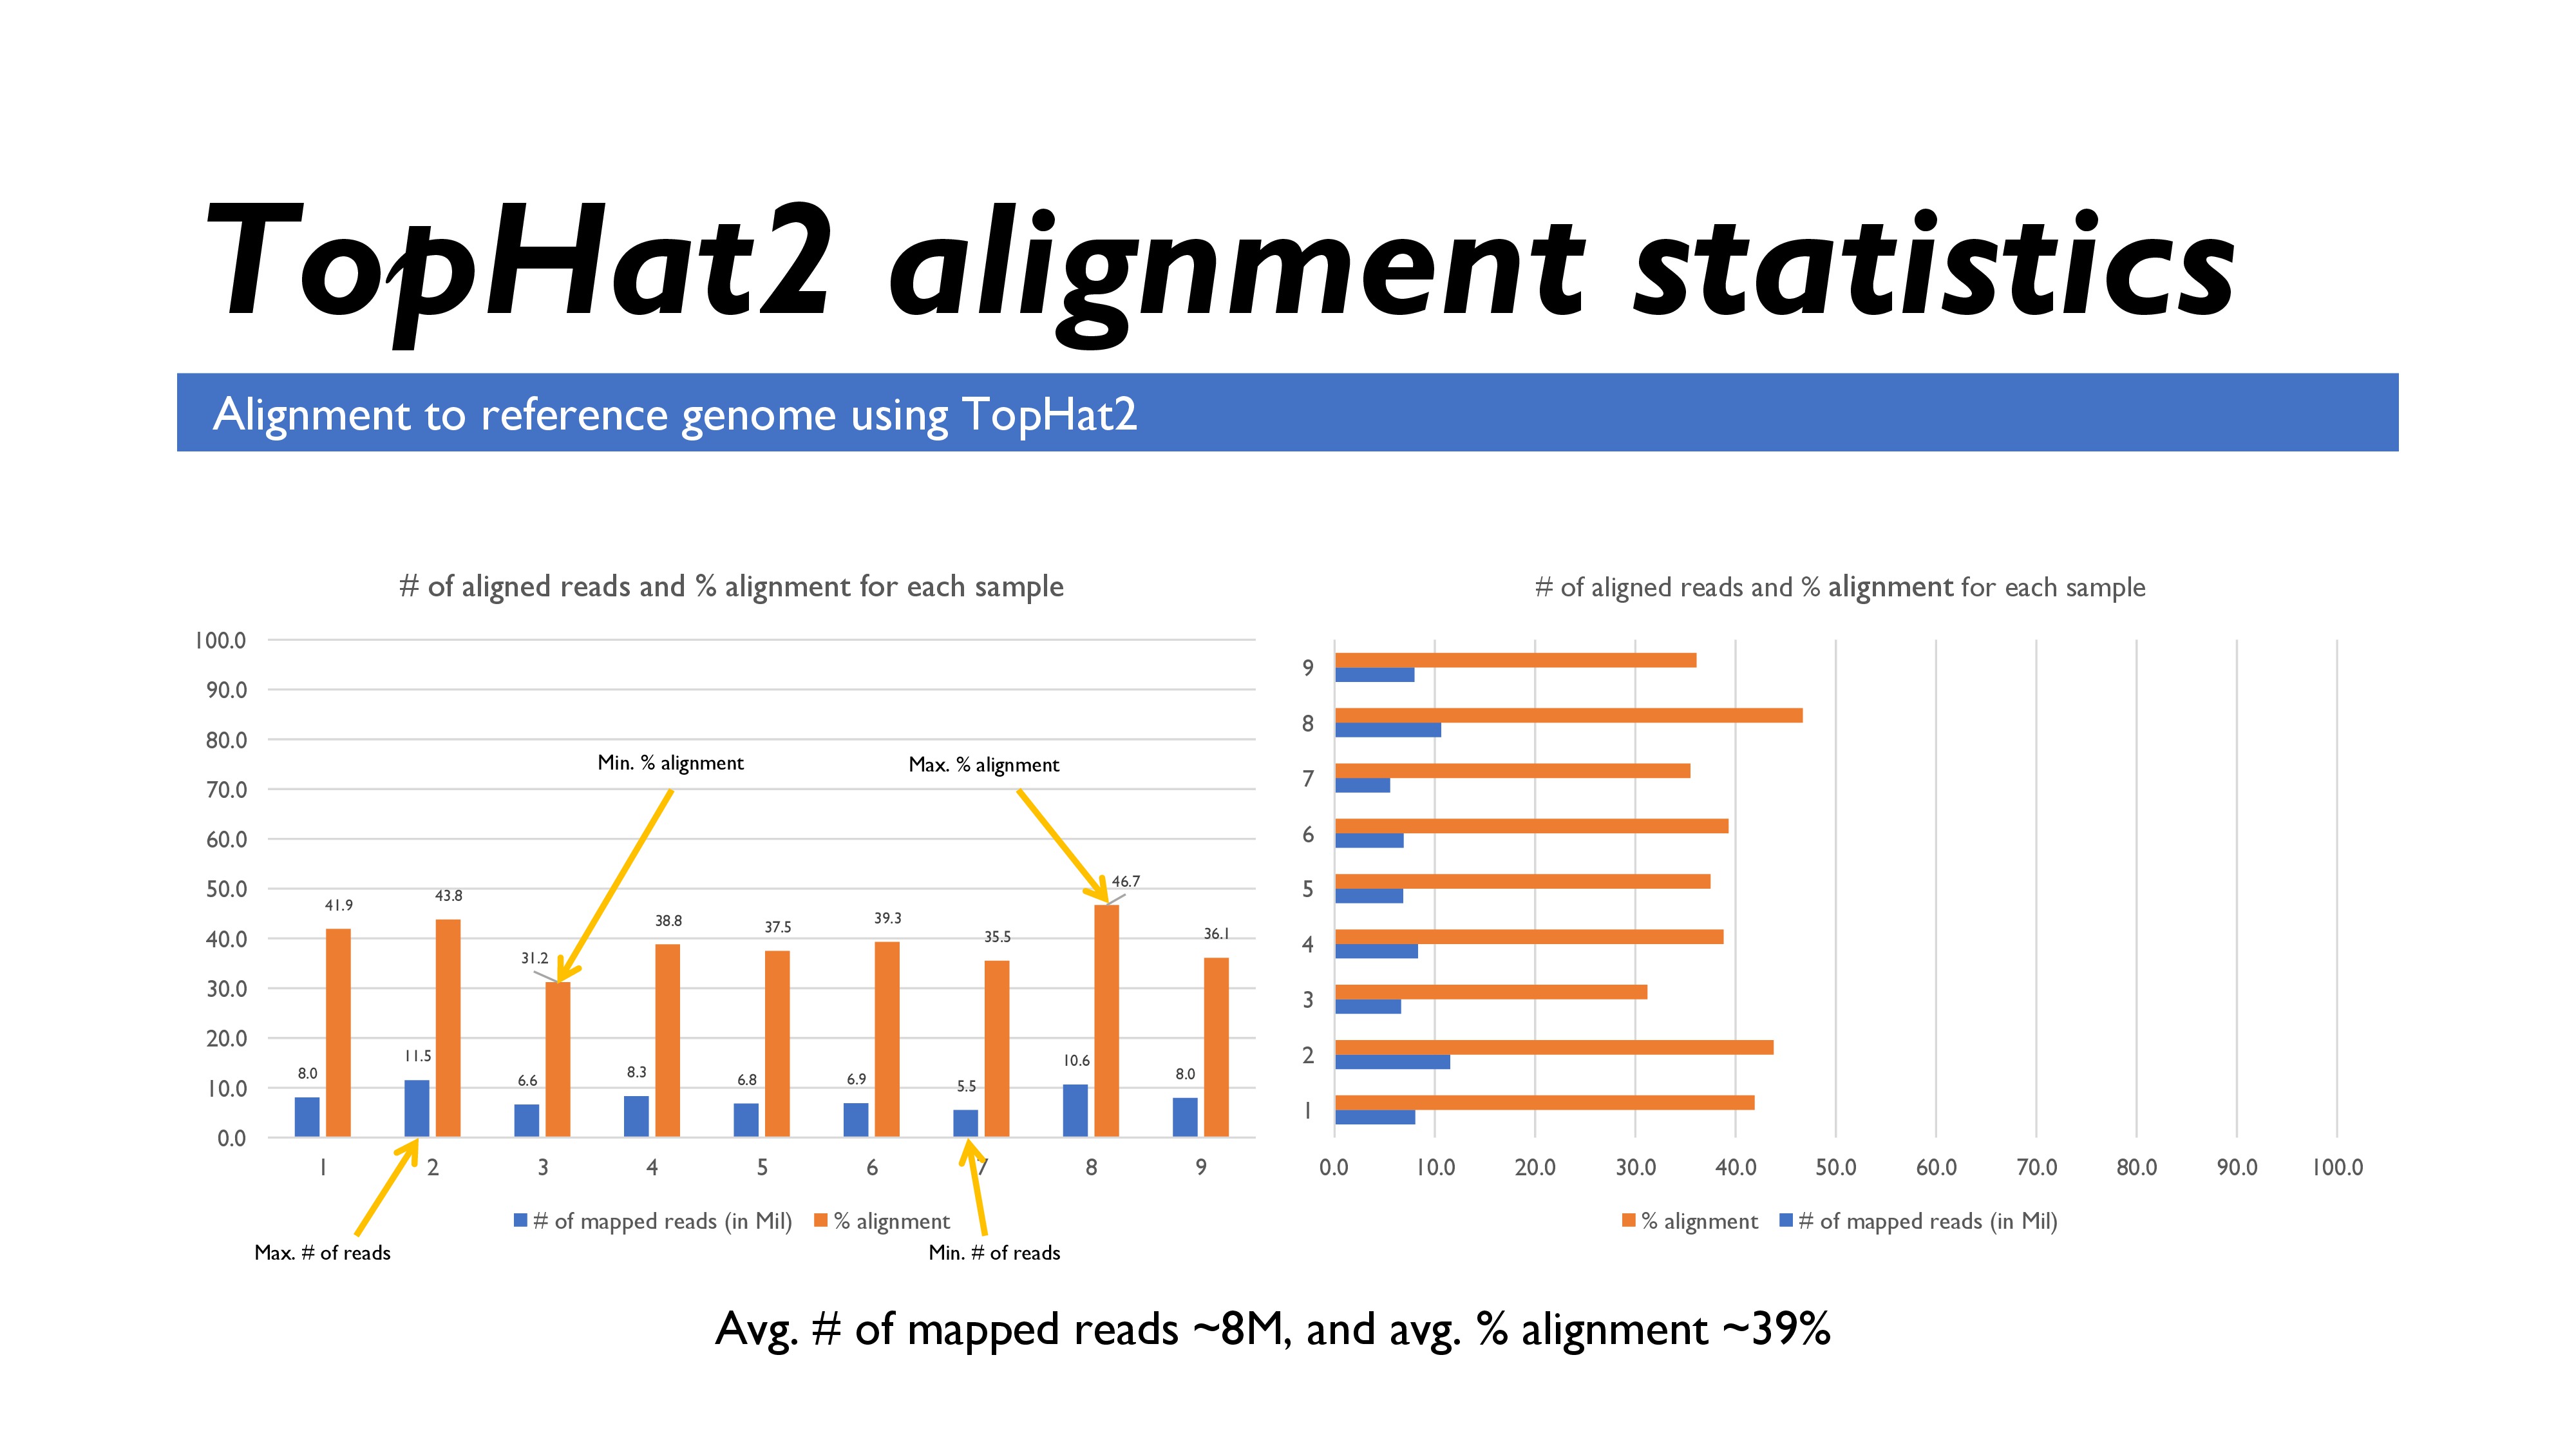 TopHat2 alignment statistics
Alignment to reference genome using TopHat2
# of aligned reads and % alignment for each sample
100.0
90.0
80.0
70.0
60.0
50.0
40.0
30.0
20.0
10.0
0.0
Min. % alignment
Max. % alignment
41.9
43.8
31.2
38.8
37.5
39.3
35.5
46.7
36.1
8.0
11.5
6.6
8.3
6.8
6.9
5.5
10.6
8.0
1 2 3 4 5 6 7 8 9
# of mapped reads (in Mil) % alignment
Max. # of reads
Min. # of reads
# of aligned reads and % alignment for each sample
9
8
7
6
5
4
3
2
1
0.0 10.0 20.0 30.0 40.0 50.0 60.0 70.0 80.0 90.0 100.0
% alignment # of mapped reads (in Mil)
Avg. # of mapped reads ~8M, and avg. % alignment ~39%